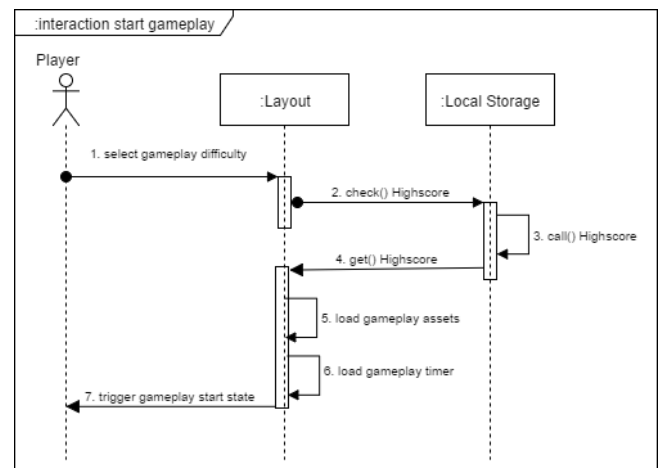 :interaction start gameplay
Player
:Layout
:Local Storage
1. select gameplay difficulty
2. check() Highscore
3. call() Highscore
4. get() Highscore
5. load gameplay assets
6. load gameplay timer
7. trigger gameplay start state